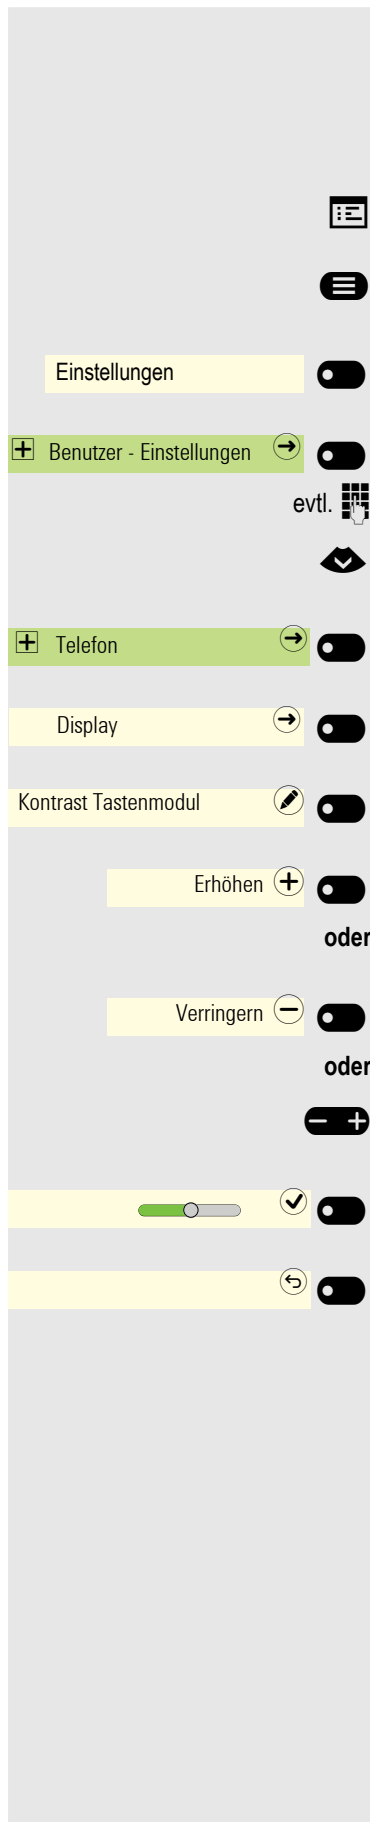 Einstellungen
Benutzer - Einstellungen
evtl.
Telefon
Display
Kontrast Tastenmodul
Erhöhen
oder
Verringern
oder